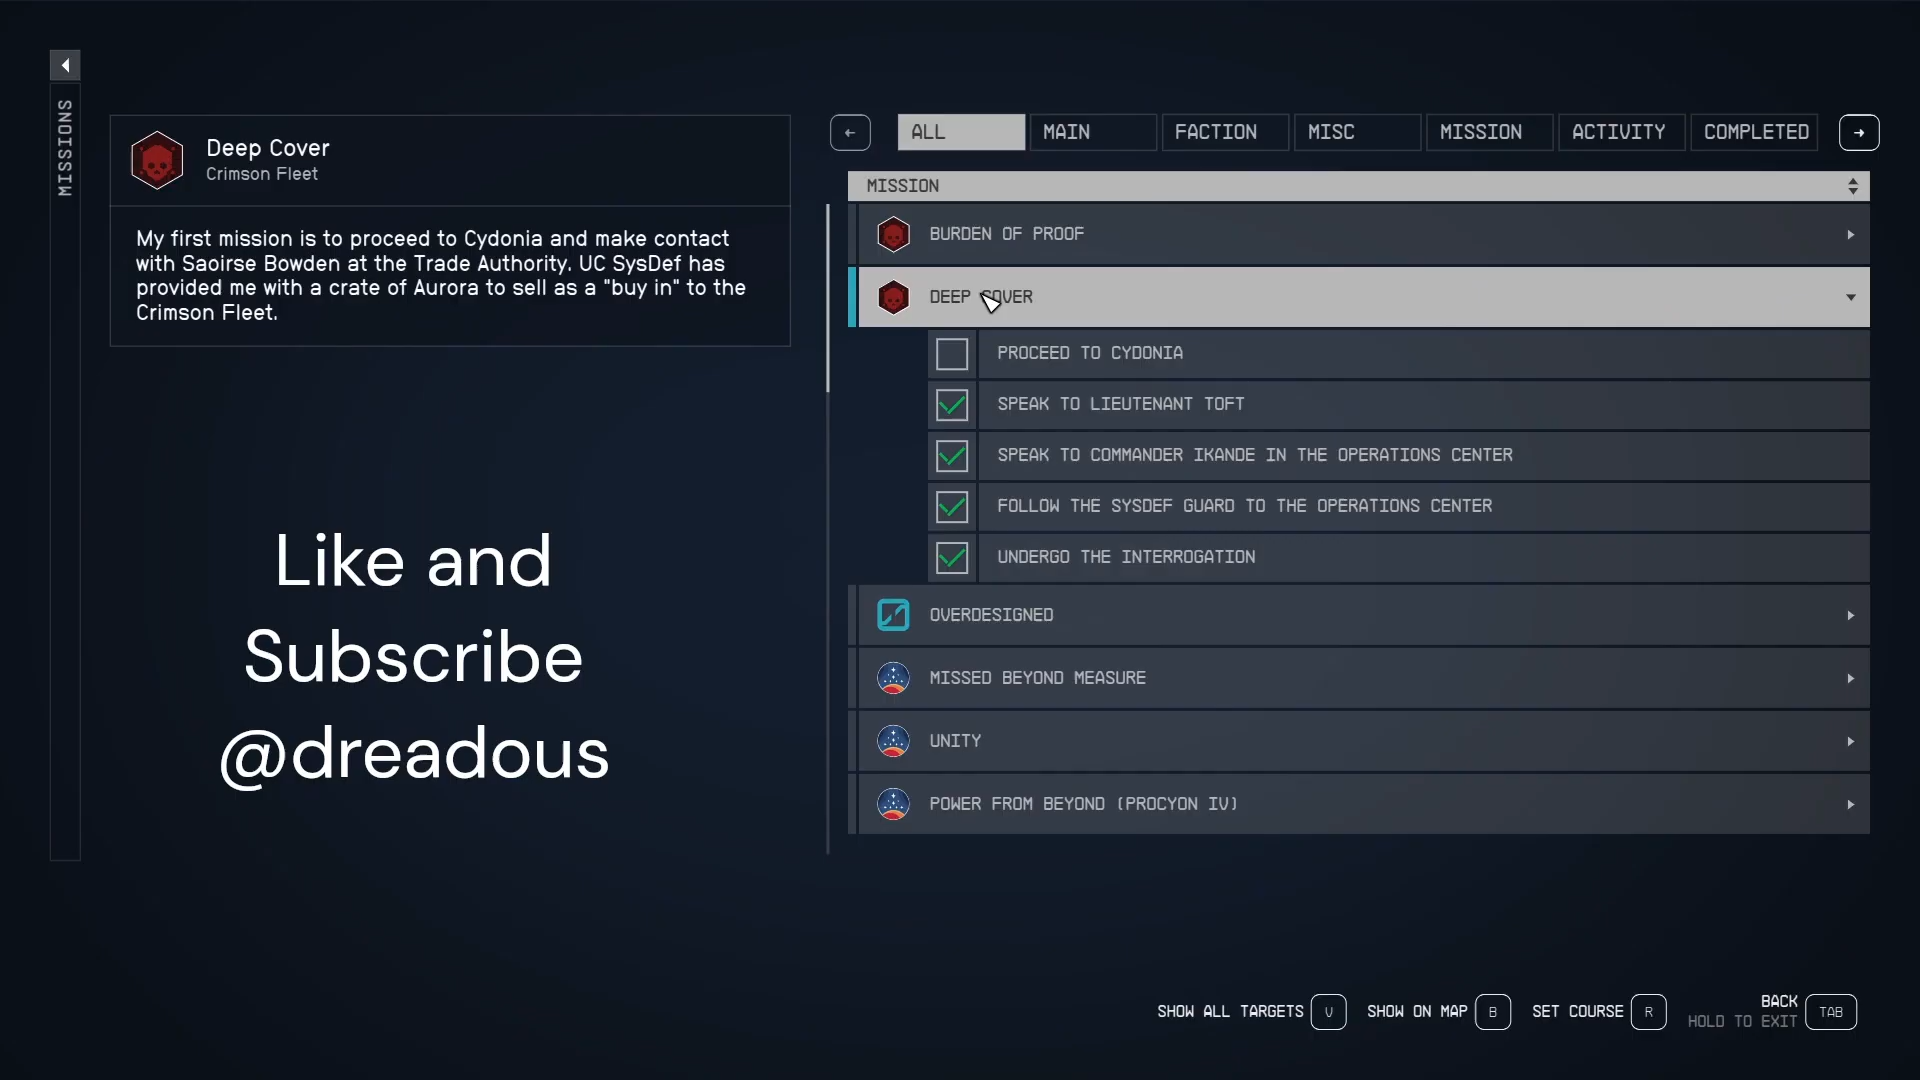 MISSIONS
Deep Cover
Crimson Fleet
My first mission is to proceed to Cydonia and make contact
with Saoirse Bowden at the Trade Authority. UC SysDef has
provided me with a crate of Aurora to sell as a "buy in" to the
Crimson Fleet.
Like and
Subscribe
@dreadous
ALL MAIN FACTION MISC MISSION ACTIVITY COMPLETED
MISSION
BURDEN OF PROOF
DEEP COVER
PROCEED TO CYDONIA
SPEAK TO LIEUTENANT TOFT
SPEAK TO COMMANDER IKANDE IN THE OPERATIONS CENTER
FOLLOW THE SYSDEF GUARD TO THE OPERATIONS CENTER
UNDERGO THE INTERROGATION
OVERDESIGNED
MISSED BEYOND MEASURE
UNITY
POWER FROM BEYOND (PROCYON IV)
SHOW ALL TARGETS V SHOW ON MAP B SET COURSE R BACK TAB
HOLD TO EXIT